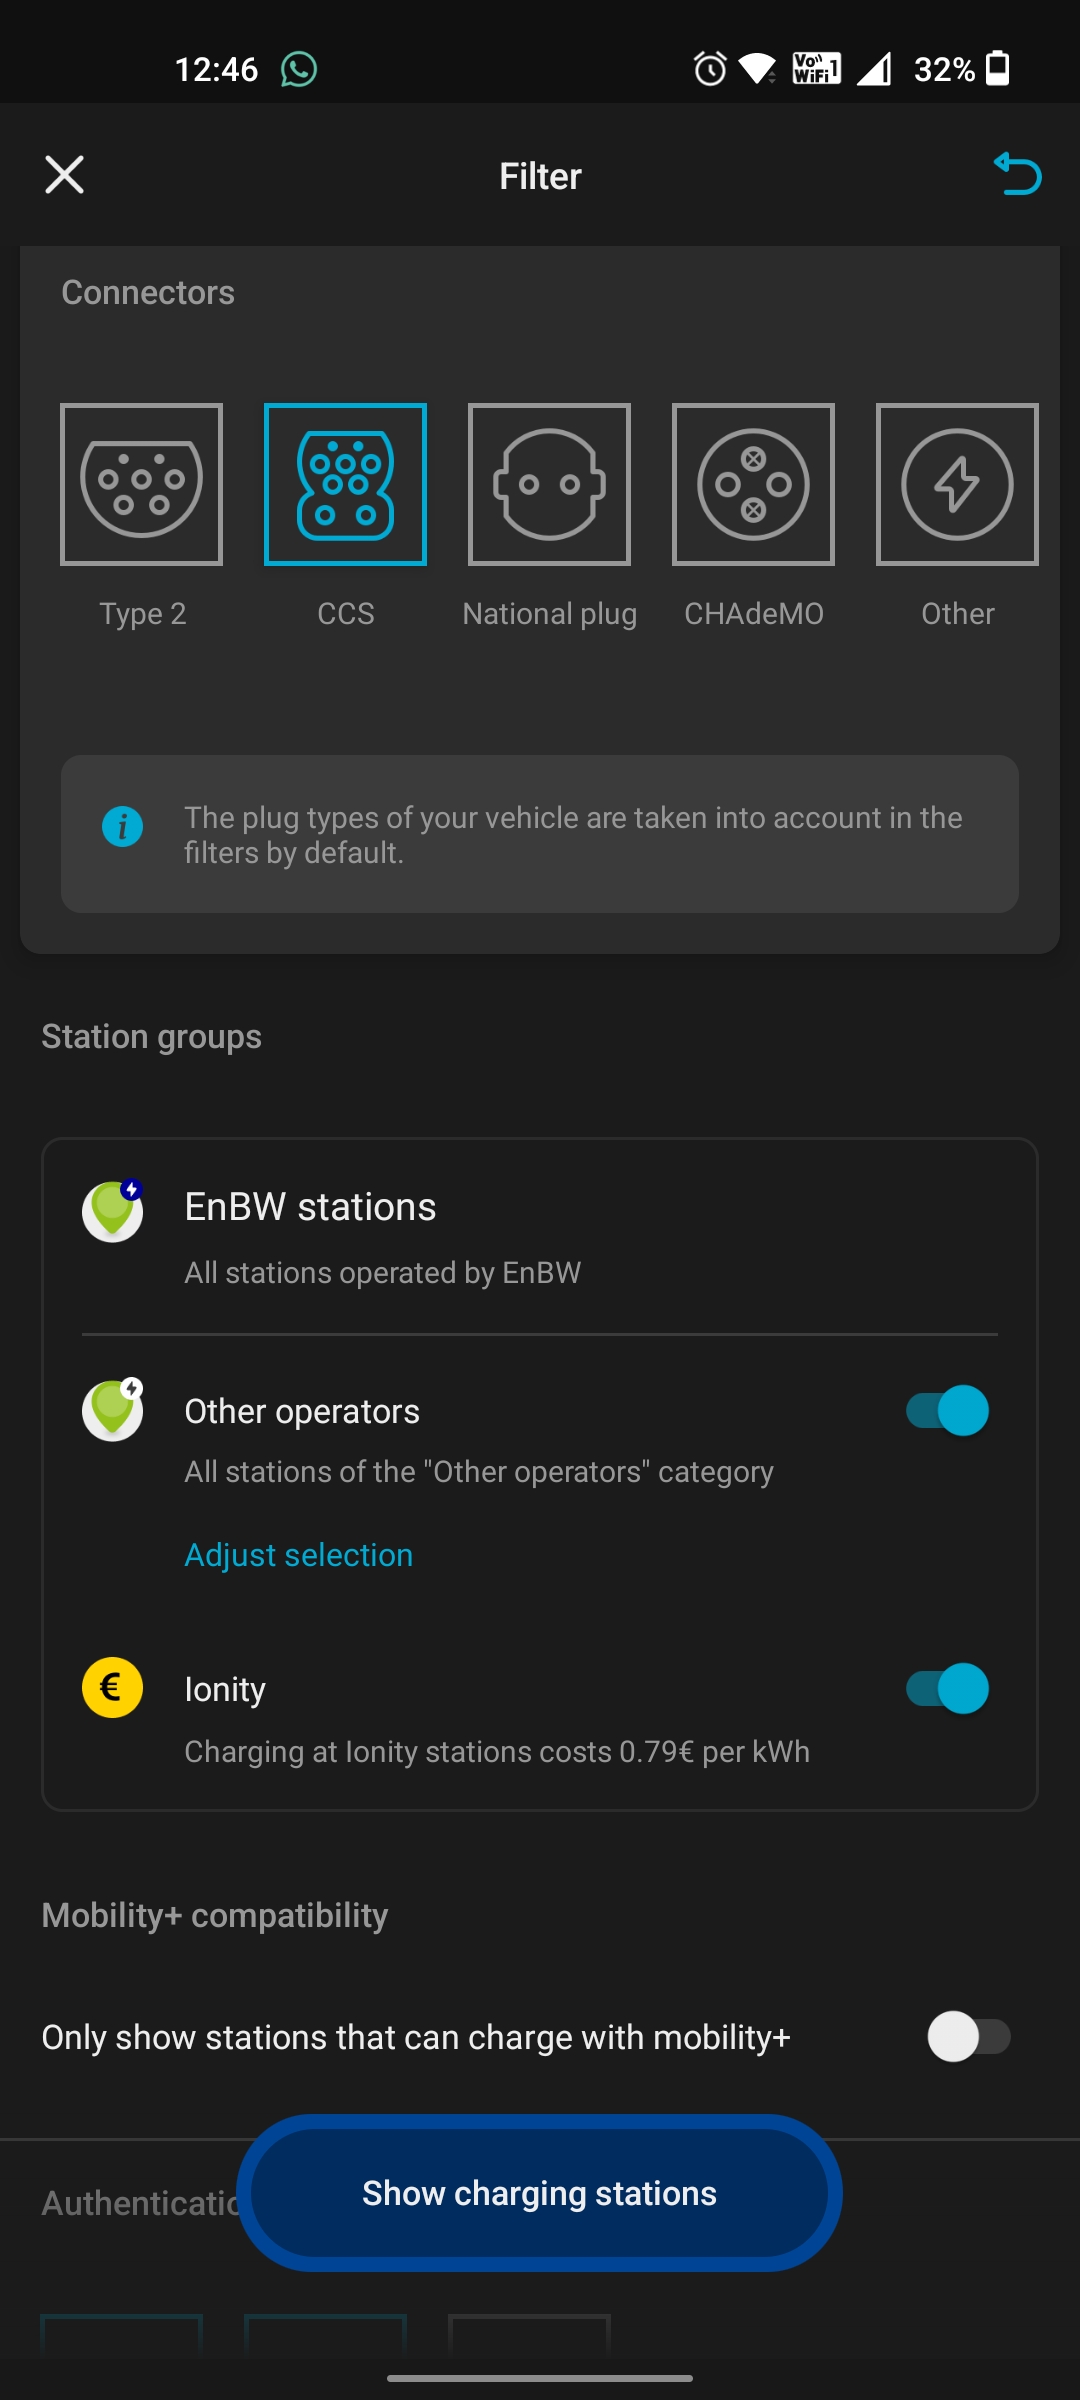 12:46
Vo)) WiFi 1
32%
Filter
Connectors
Type 2
CCS
National plug
CHAdeMO
Other
i
The plug types of your vehicle are taken into account in the
filters by default.
Station groups
EnBW stations
All stations operated by EnBW
Other operators
All stations of the "Other operators" category
Adjust selection
€
Ionity
Charging at Ionity stations costs 0.79€ per kWh
Mobility+ compatibility
Only show stations that can charge with mobility+
Show charging stations